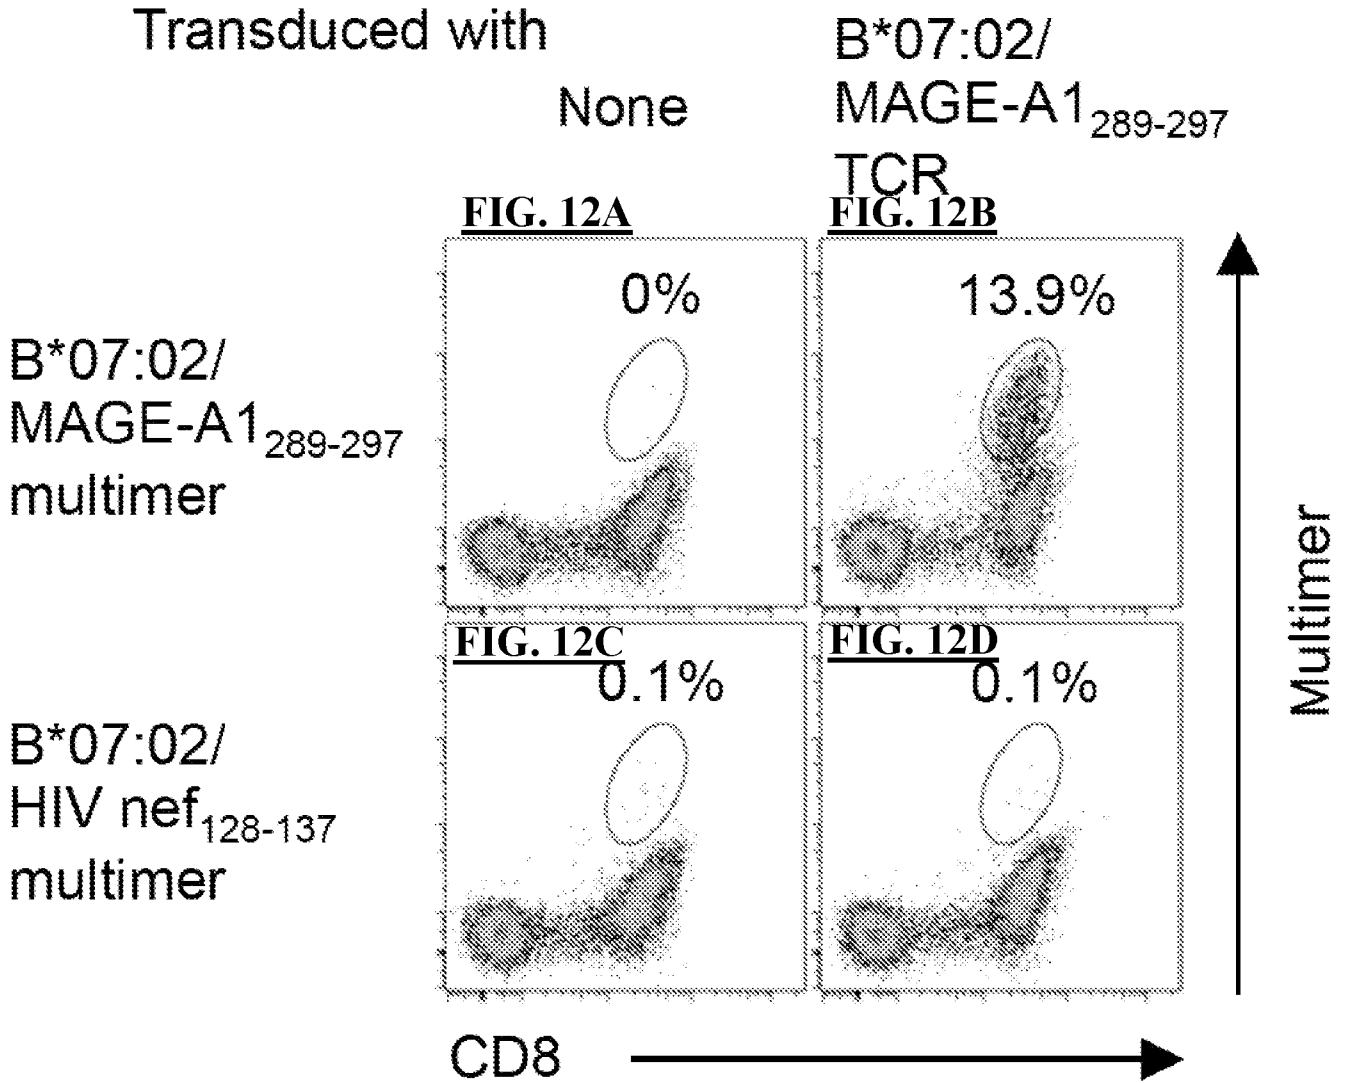 Transduced with
None
B*07:02/
MAGE-A1289-297
TCR
FIG. 12A
FIG. 12B
0%
13.9%
B*07:02/
MAGE-A1289-297
multimer
FIG. 12C
FIG. 12D
0.1%
0.1%
B*07:02/
HIV nef128-137
multimer
Multimer
CD8